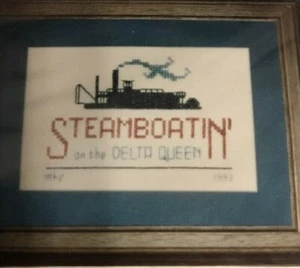 STEAMBOATIN'
on the DELTA QUEEN